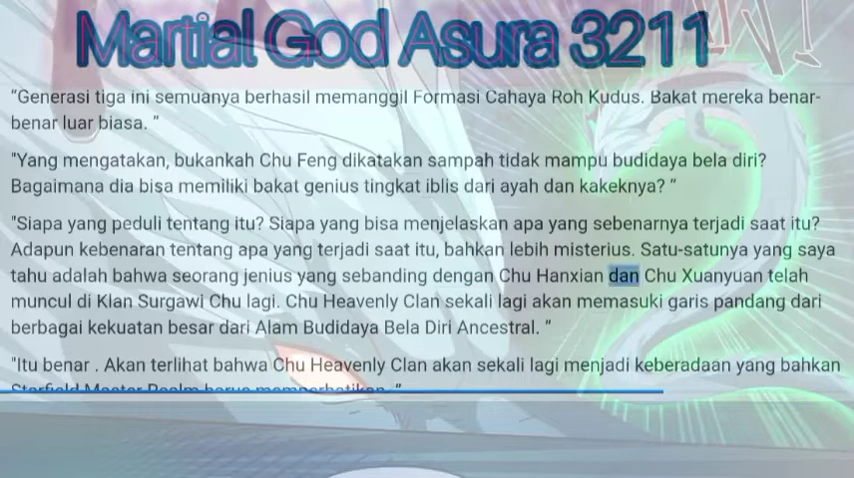 Martial God Asura 3211
"Generasi tiga ini semuanya berhasil memanggil Formasi Cahaya Roh Kudus. Bakat mereka benar-
benar luar biasa. "
"Yang mengatakan, bukankah Chu Feng dikatakan sampah tidak mampu budidaya bela diri?
Bagaimana dia bisa memiliki bakat genius tingkat iblis dari ayah dan kakeknya? "
"Siapa yang peduli tentang itu? Siapa yang bisa menjelaskan apa yang sebenarnya terjadi saat itu?
Adapun kebenaran tentang apa yang terjadi saat itu, bahkan lebih misterius. Satu-satunya yang saya
tahu adalah bahwa seorang jenius yang sebanding dengan Chu Hanxian dan Chu Xuanyuan telah
muncul di Klan Surgawi Chu lagi. Chu Heavenly Clan sekali lagi akan memasuki garis pandang dari
berbagai kekuatan besar dari Alam Budidaya Bela Diri Ancestral. "
"Itu benar . Akan terlihat bahwa Chu Heavenly Clan akan sekali lagi menjadi keberadaan yang bahkan
Starfield Master Realm harus memperhatikan. "